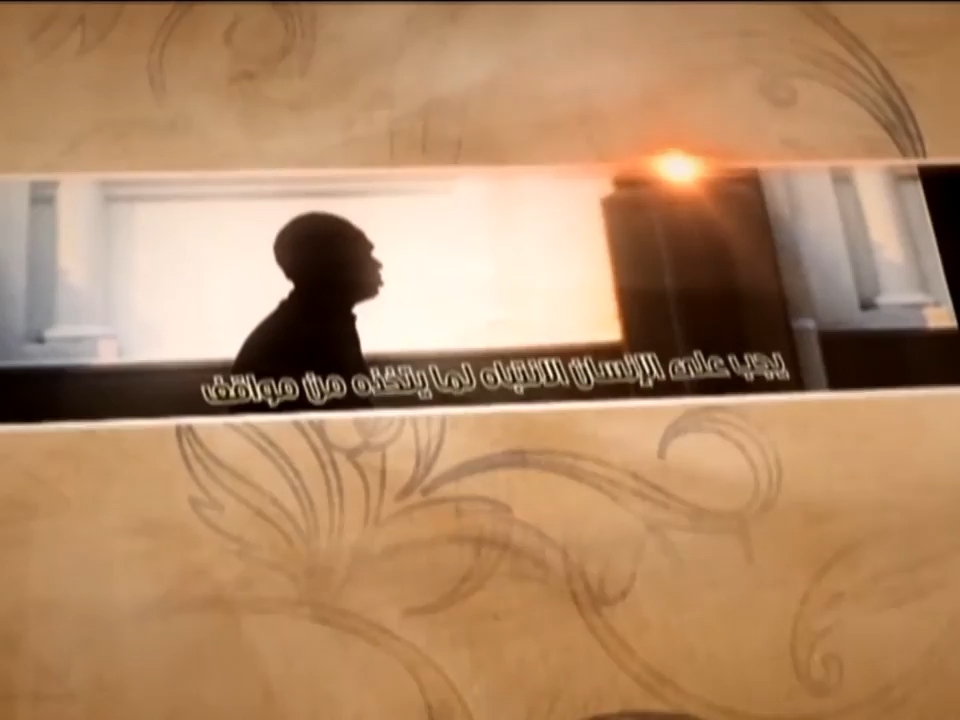 يجب على الإنسان الانتباه لما يتخذه من مواقف